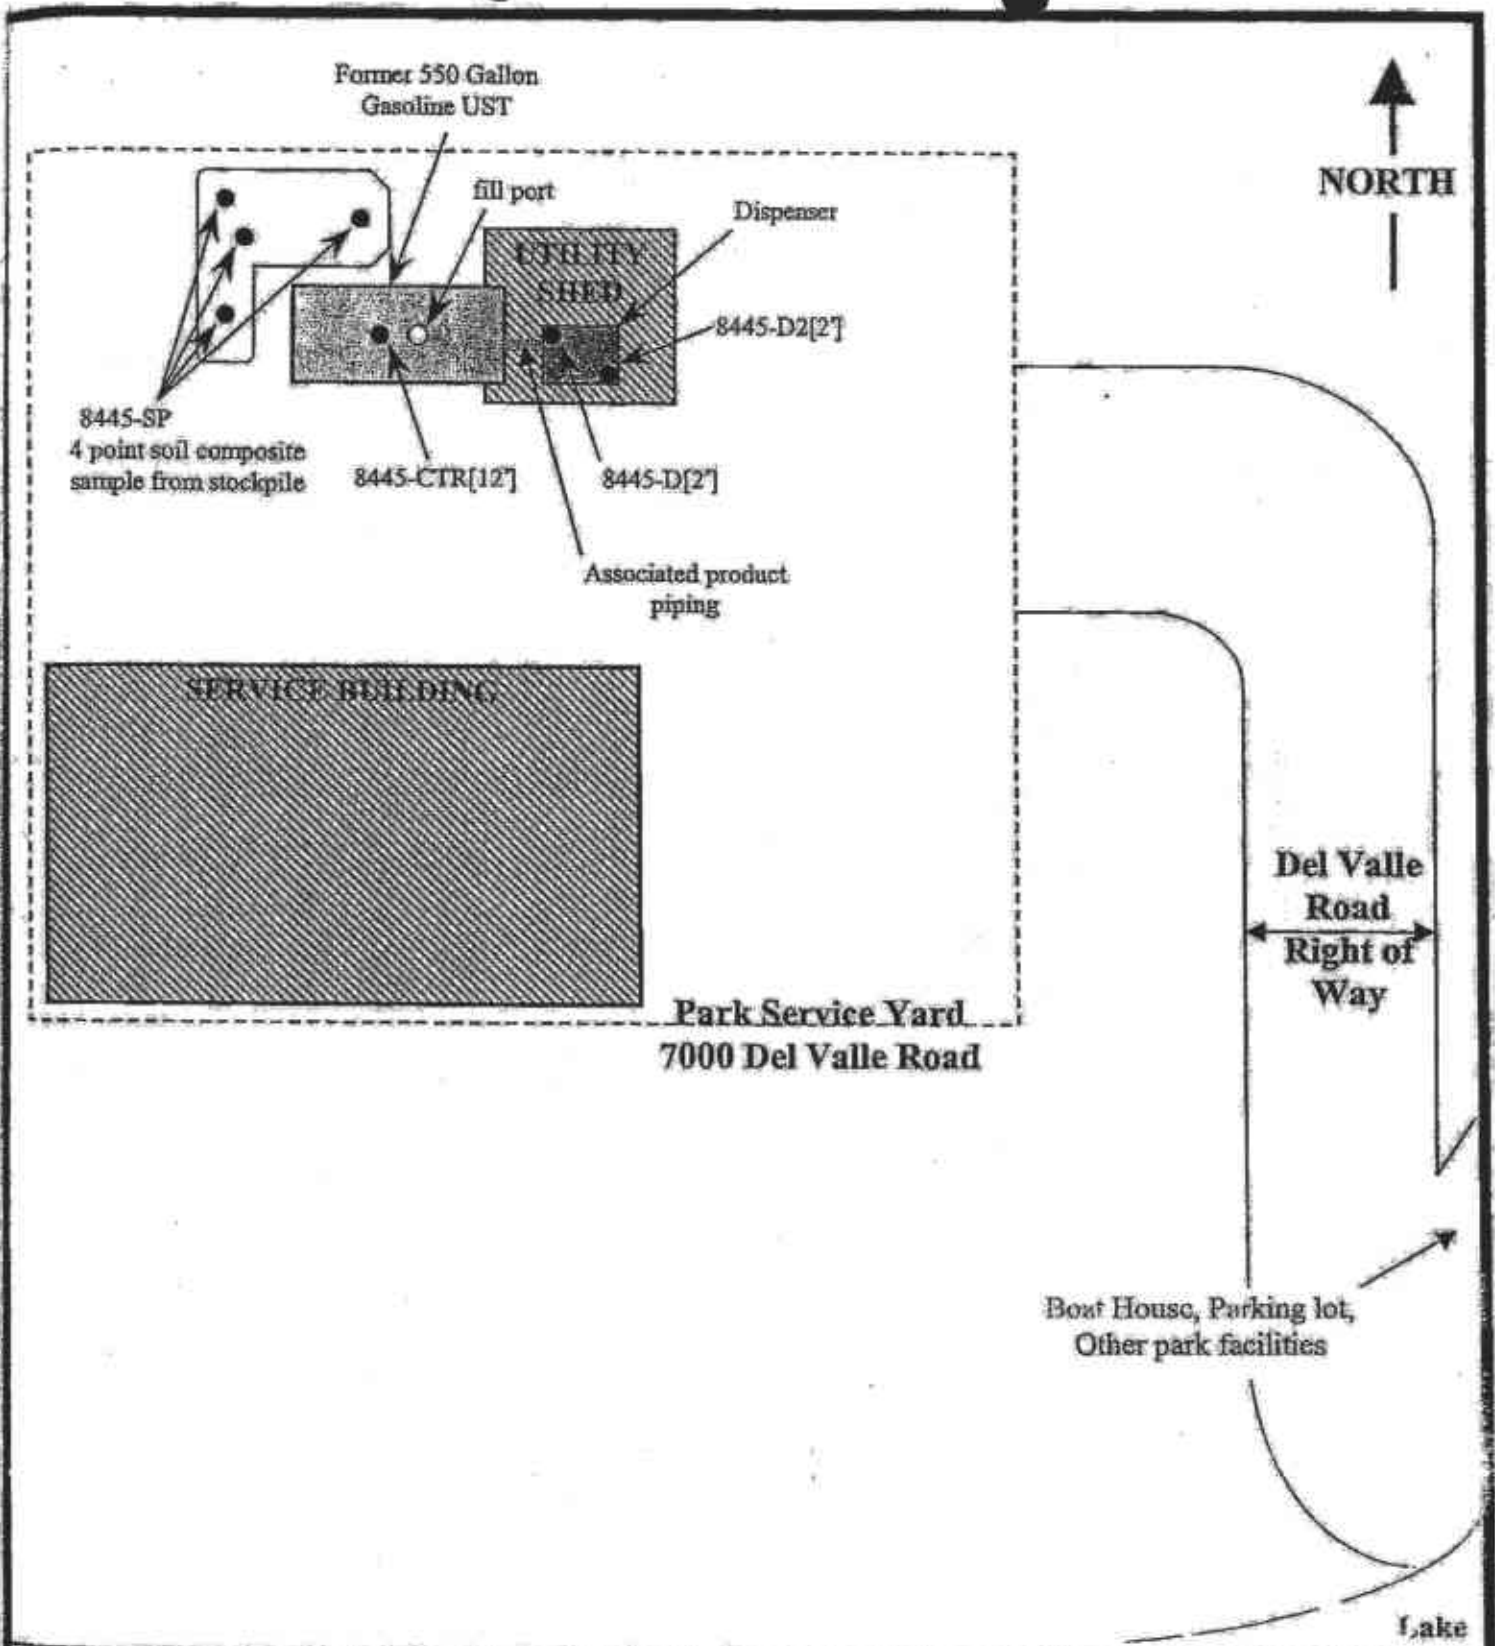 Former 550 Gallon
Gasoline UST
NORTH
fill port
Dispenser
UTILITY
SHED
8445-D2[2']
8445-SP
4 point soil composite
sample from stockpile
8445-CTR[12']
8445-D[2']
Associated product
piping
SERVICE BUILDING
Del Valle
Road
Right of
Way
Park Service Yard
7000 Del Valle Road
Boat House, Parking lot,
Other park facilities
Lake